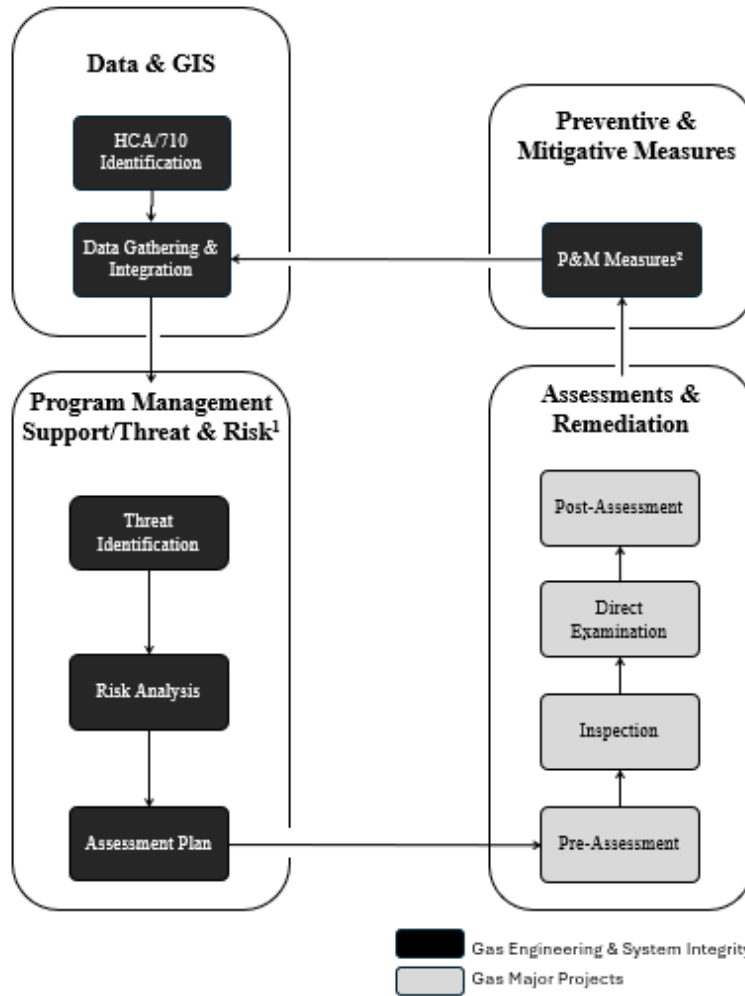 Data & GIS
HCA/710
Identification
Data Gathering &
Integration
Preventive &
Mitigative Measures
P&M Measures²
Program Management
Support/Threat & Risk¹
Threat
Identification
Risk Analysis
Assessment Plan
Assessments &
Remediation
Post-Assessment
Direct
Examination
Inspection
Pre-Assessment
Gas Engineering & System Integrity
Gas Major Projects